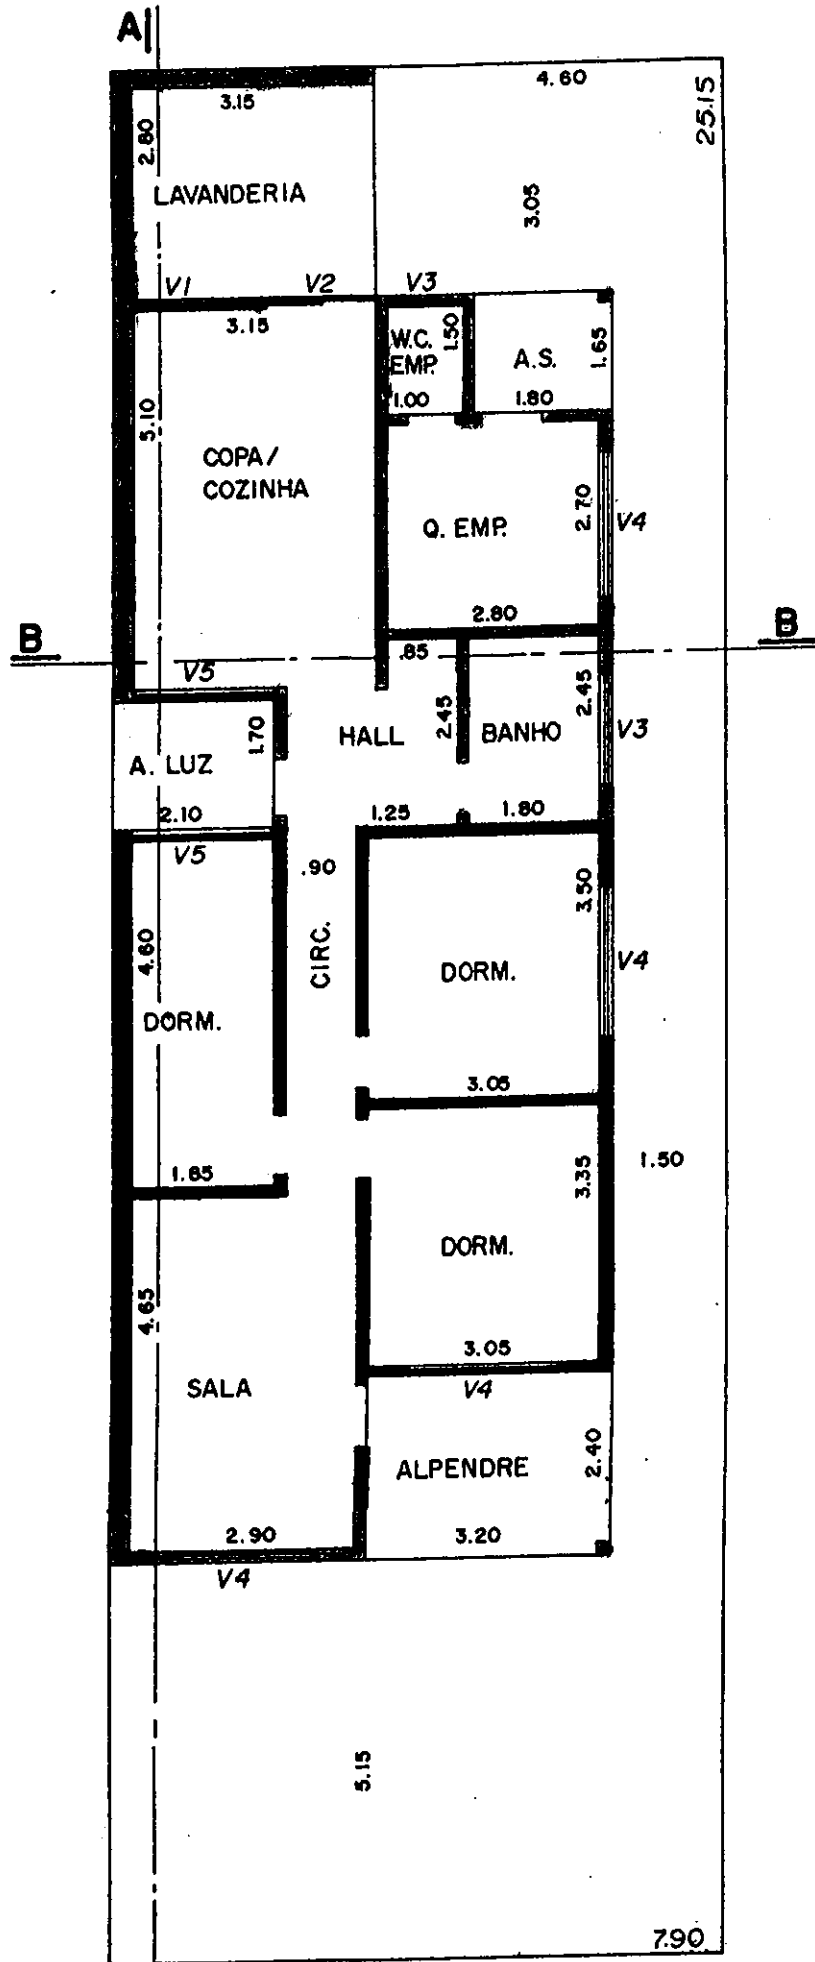 A
4.60
25.15
3.15
2.80
LAVANDERIA
3.05
V1
V2
V3
3.15
W.C.
EMP.
1.50
1.00
A.S.
1.80
1.65
5.10
COPA/
COZINHA
Q. EMP.
2.70
V4
2.80
B
B
.85
V5
1.70
A. LUZ
2.10
V5
HALL
2.45
BANHO
2.45
V3
1.25
1.80
.90
CIRC.
4.60
DORM.
1.85
3.50
DORM.
V4
3.05
1.50
3.35
DORM.
3.05
V4
4.65
SALA
2.90
V4
ALPENDRE
2.40
3.20
5.15
7.90